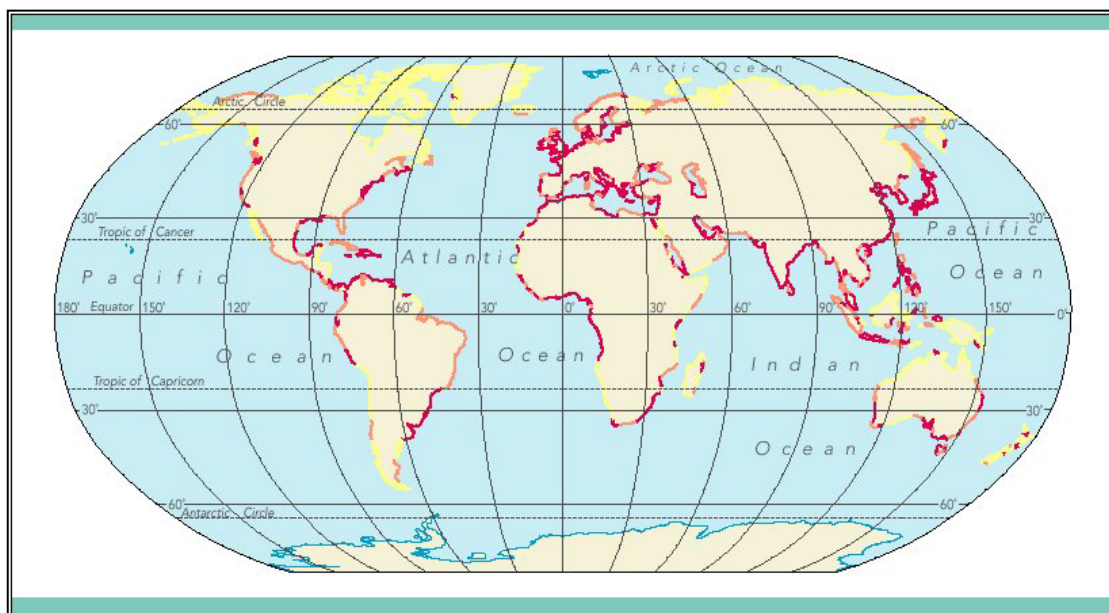 Arctic Ocean
Arctic Circle
60° 60°
30° 30°
Tropic of Cancer
Pacific
Atlantic
Pacific
Ocean
Equator
180° 150° 120° 90° 60° 30° 0° 30° 60° 90° 120° 150° 0°
Ocean
Ocean
Indian
Tropic of Capricorn
30° 30°
Ocean
60° 60°
Antarctic Circle